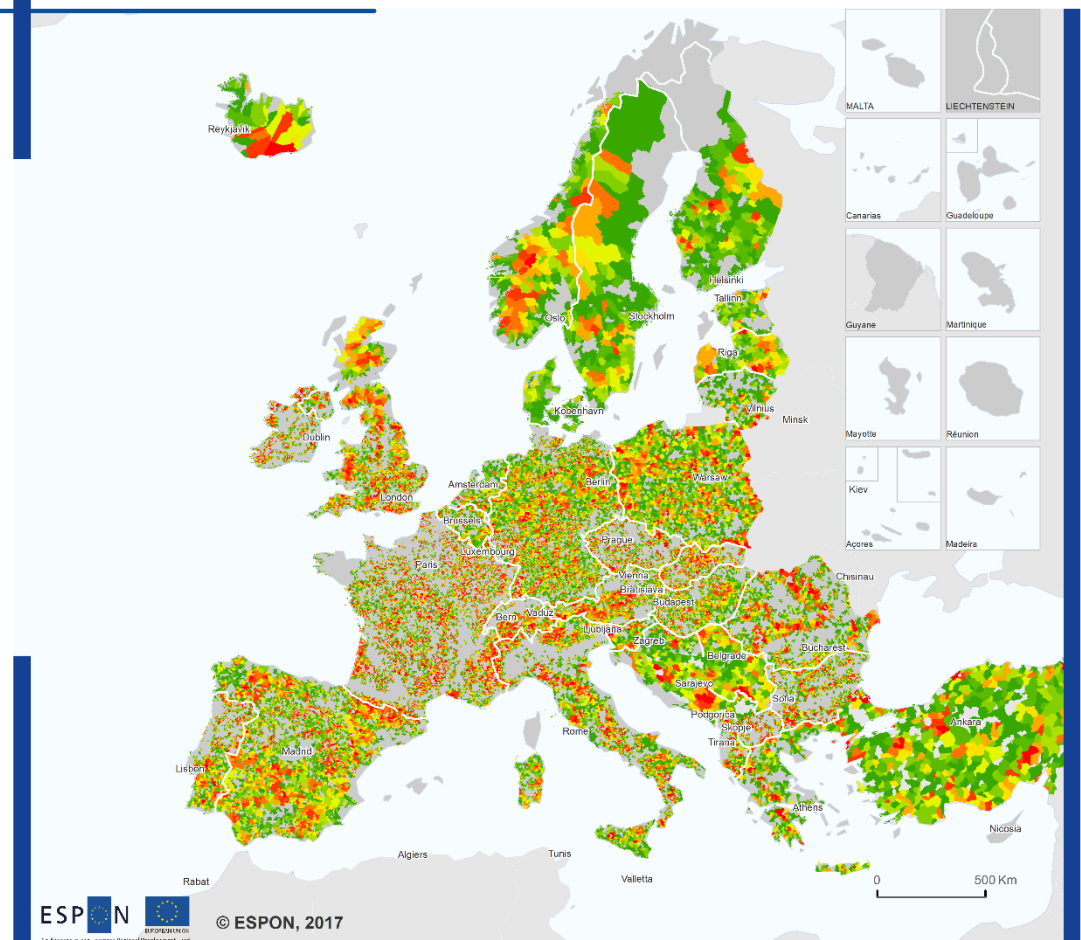 MALTA
LIECHTENSTEIN
Reykjavík
Canarias
Guadeloupe
Guyane
Martinique
Helsinki
Tallinn
Oslo
Stockholm
Riga
Mayotte
Réunion
København
Vilnius
Minsk
Dublin
Amsterdam
Berlin
Warsaw
London
Kiev
Brussels
Prague
Açores
Madeira
Luxembourg
Paris
Vienna
Bratislava
Chisinau
Budapest
Bern
Vaduz
Ljubljana
Zagreb
Belgrade
Bucharest
Sarajevo
Sofia
Podgorica
Skopje
Ankara
Rome
Tirana
Madrid
Lisbon
Athens
Nicosia
Algiers
Tunis
Valletta
Rabat
0 500 Km
ESPON
EUROPEAN UNION
© ESPON, 2017